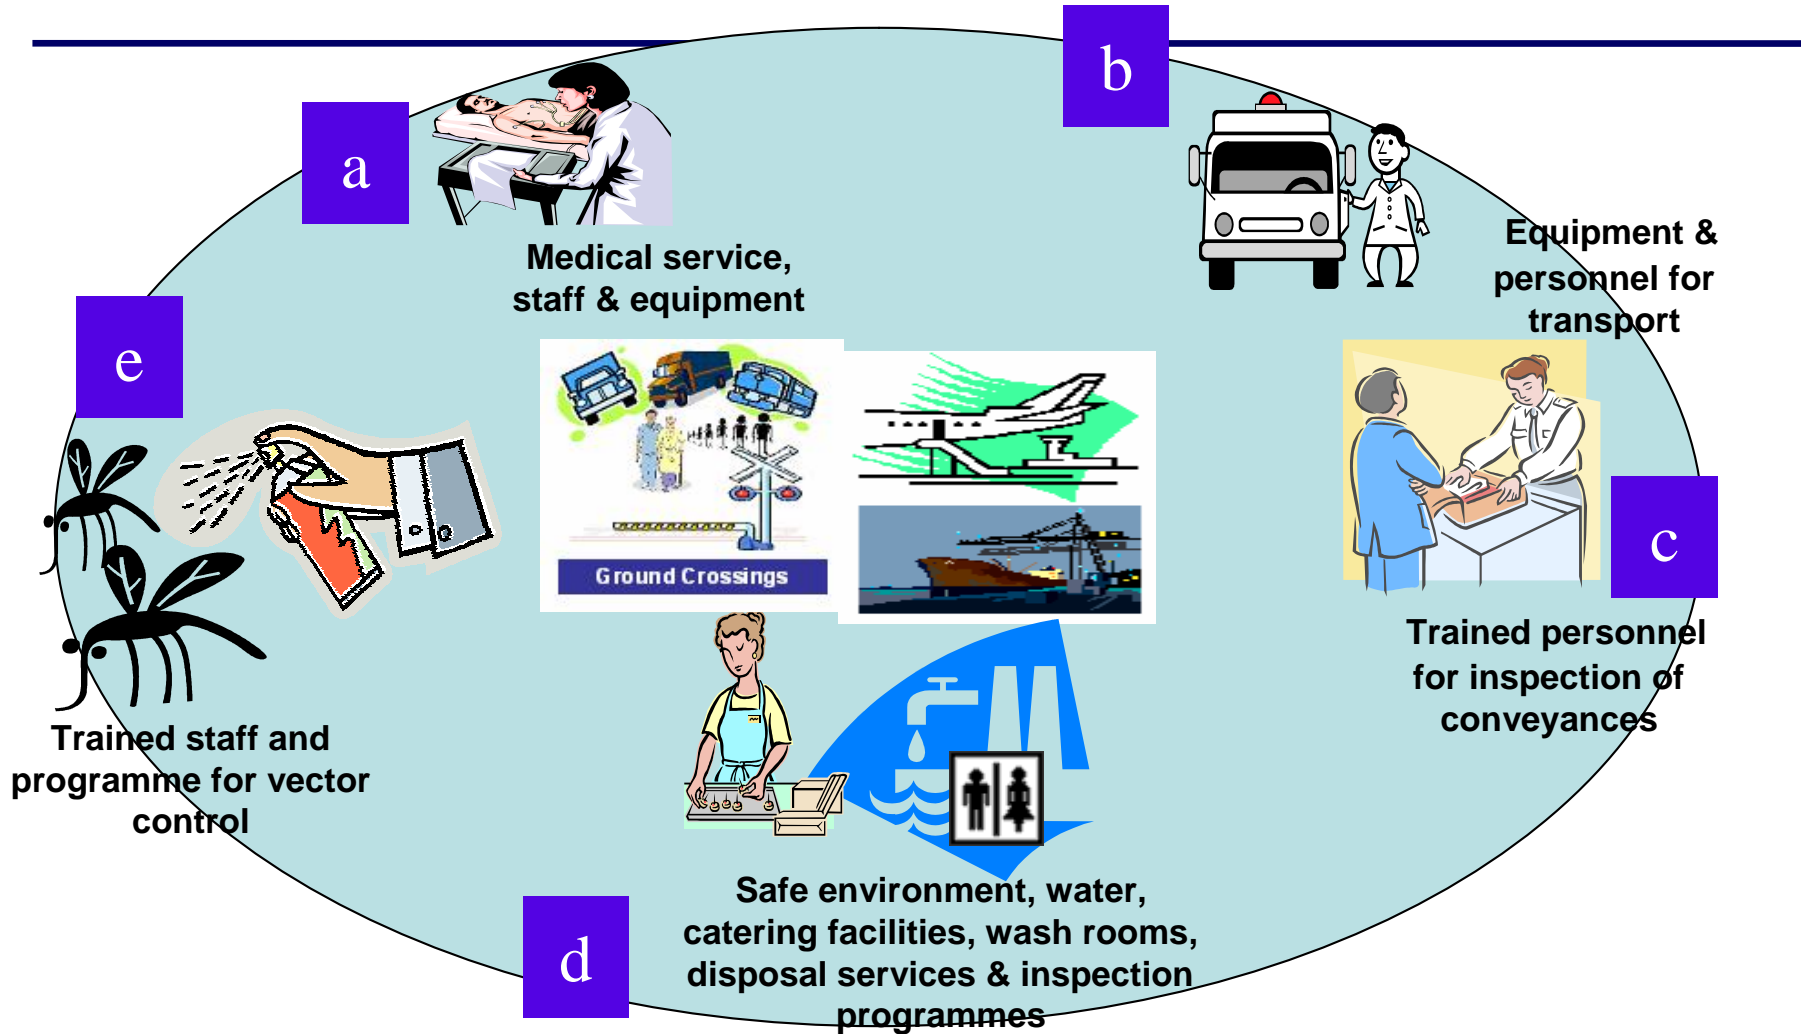 a
Medical service,
staff & equipment
b
Equipment &
personnel for
transport
c
Trained personnel
for inspection of
conveyances
d
Safe environment, water,
catering facilities, wash rooms,
disposal services & inspection
programmes
e
Trained staff and
programme for vector
control
Ground Crossings